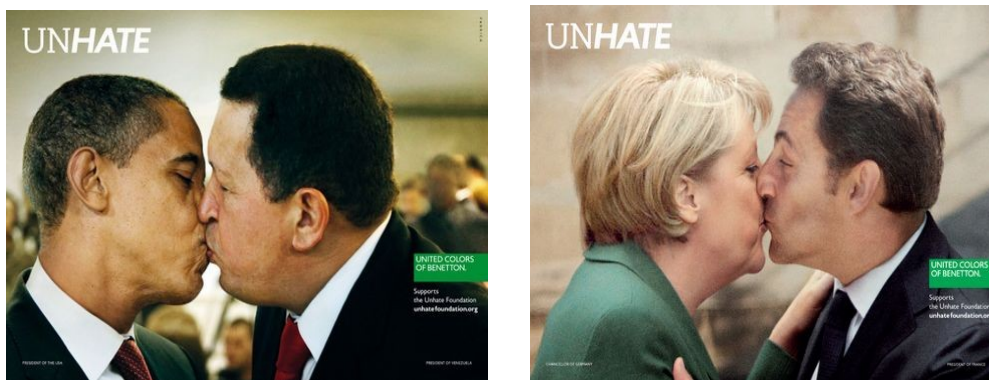 UNHATE
UNITED COLORS
OF BENETTON.
Supports
the Unhate Foundation
unhatefoundation.org
PRESIDENT OF THE USA
PRESIDENT OF VENEZUELA
UNHATE
UNITED COLORS
OF BENETTON.
Supports
the Unhate Foundation
unhatefoundation.or
CHANCELLOR OF GERMANY
PRESIDENT OF FRANCE